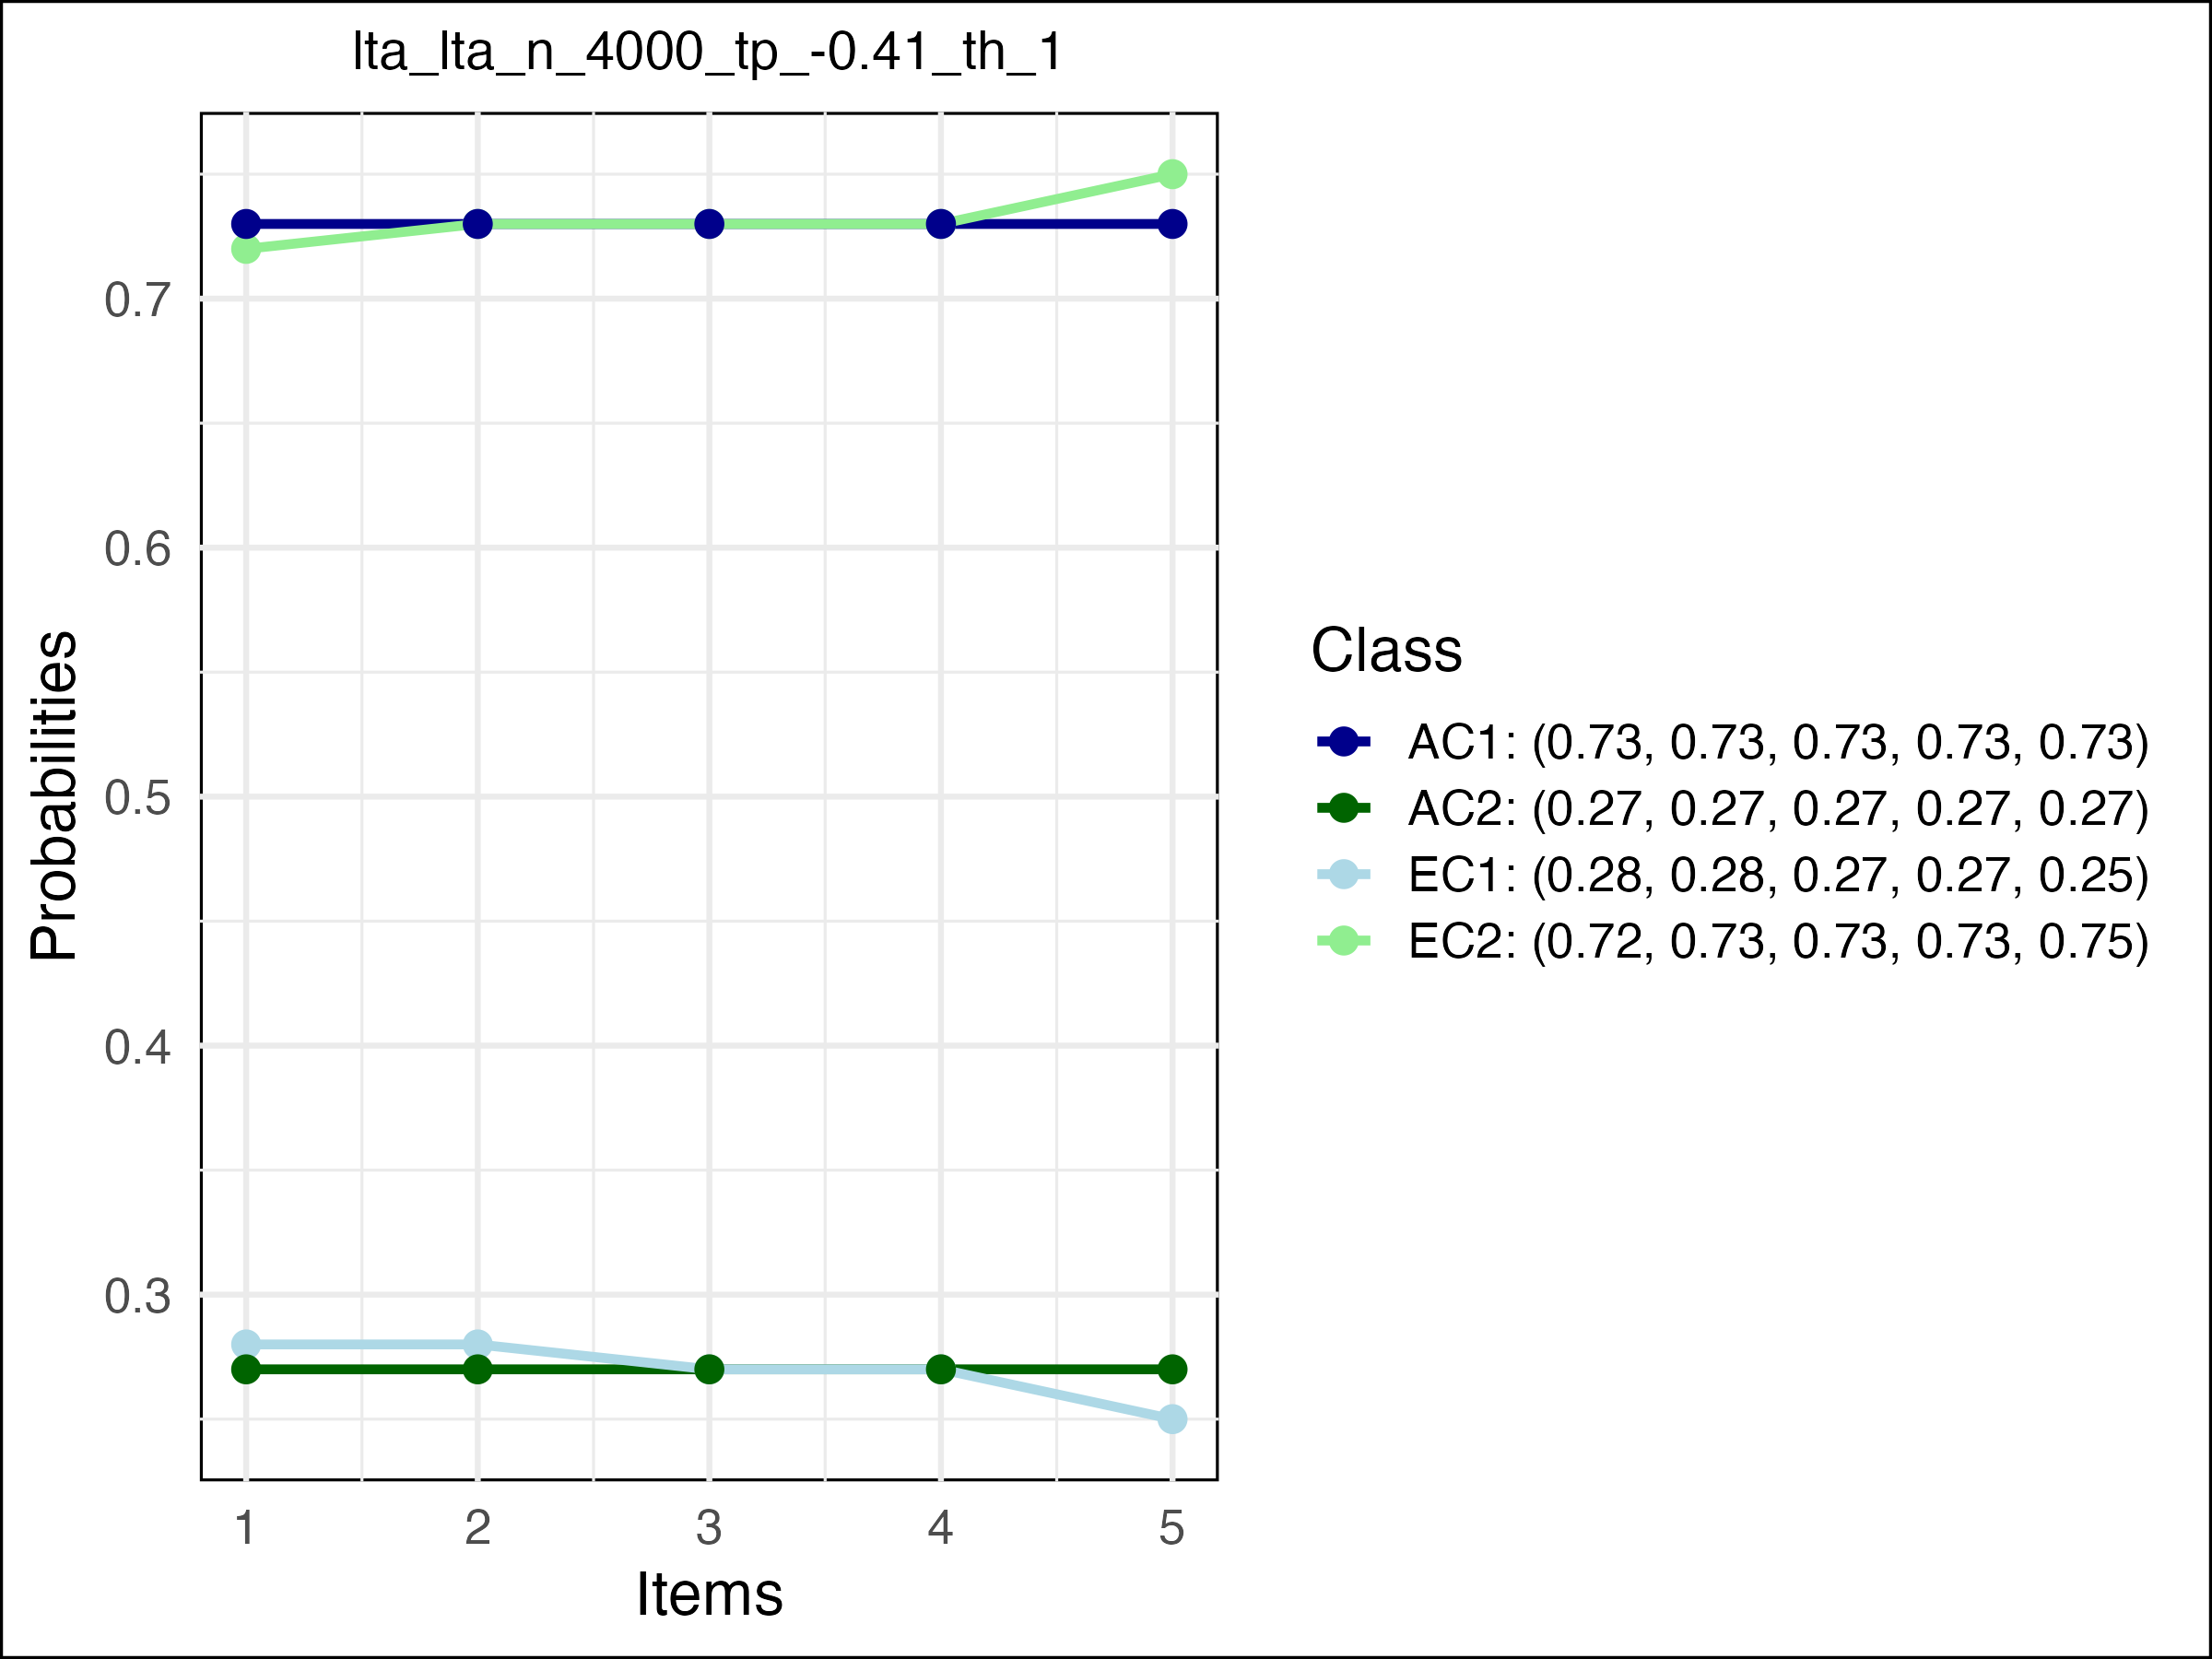 lta_lta_n_4000_tp_-0.41_th_1
Probabilities
0.7
0.6
0.5
0.4
0.3
1 2 3 4 5
Items
Class
AC1: (0.73, 0.73, 0.73, 0.73, 0.73)
AC2: (0.27, 0.27, 0.27, 0.27, 0.27)
EC1: (0.28, 0.28, 0.27, 0.27, 0.25)
EC2: (0.72, 0.73, 0.73, 0.73, 0.75)